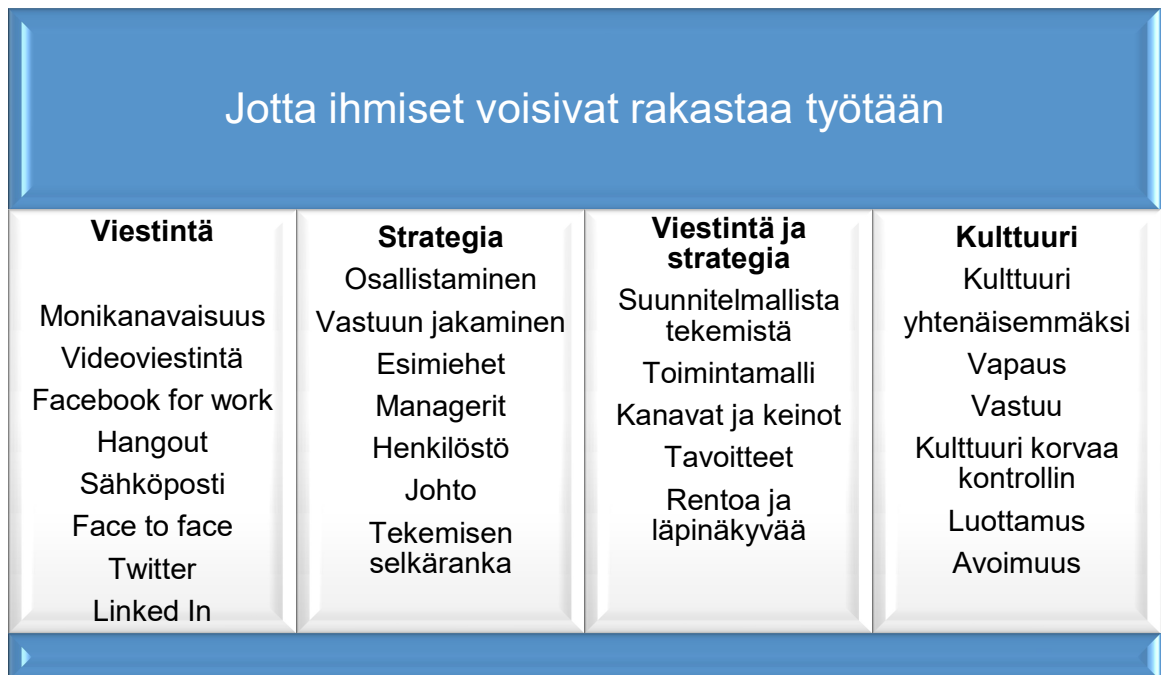 Jotta ihmiset voisivat rakastaa työtään
Viestintä
Monikanavaisuus
Videoviestintä
Facebook for work
Hangout
Sähköposti
Face to face
Twitter
Linked In
Strategia
Osallistaminen
Vastuun jakaminen
Esimiehet
Managerit
Henkilöstö
Johto
Tekemisen
selkäranka
Viestintä ja
strategia
Suunnitelmallista
tekemistä
Toimintamalli
Kanavat ja keinot
Tavoitteet
Rentoa ja
läpinäkyvää
Kulttuuri
Kulttuuri
yhtenäisemmäksi
Vapaus
Vastuu
Kulttuuri korvaa
kontrollin
Luottamus
Avoimuus